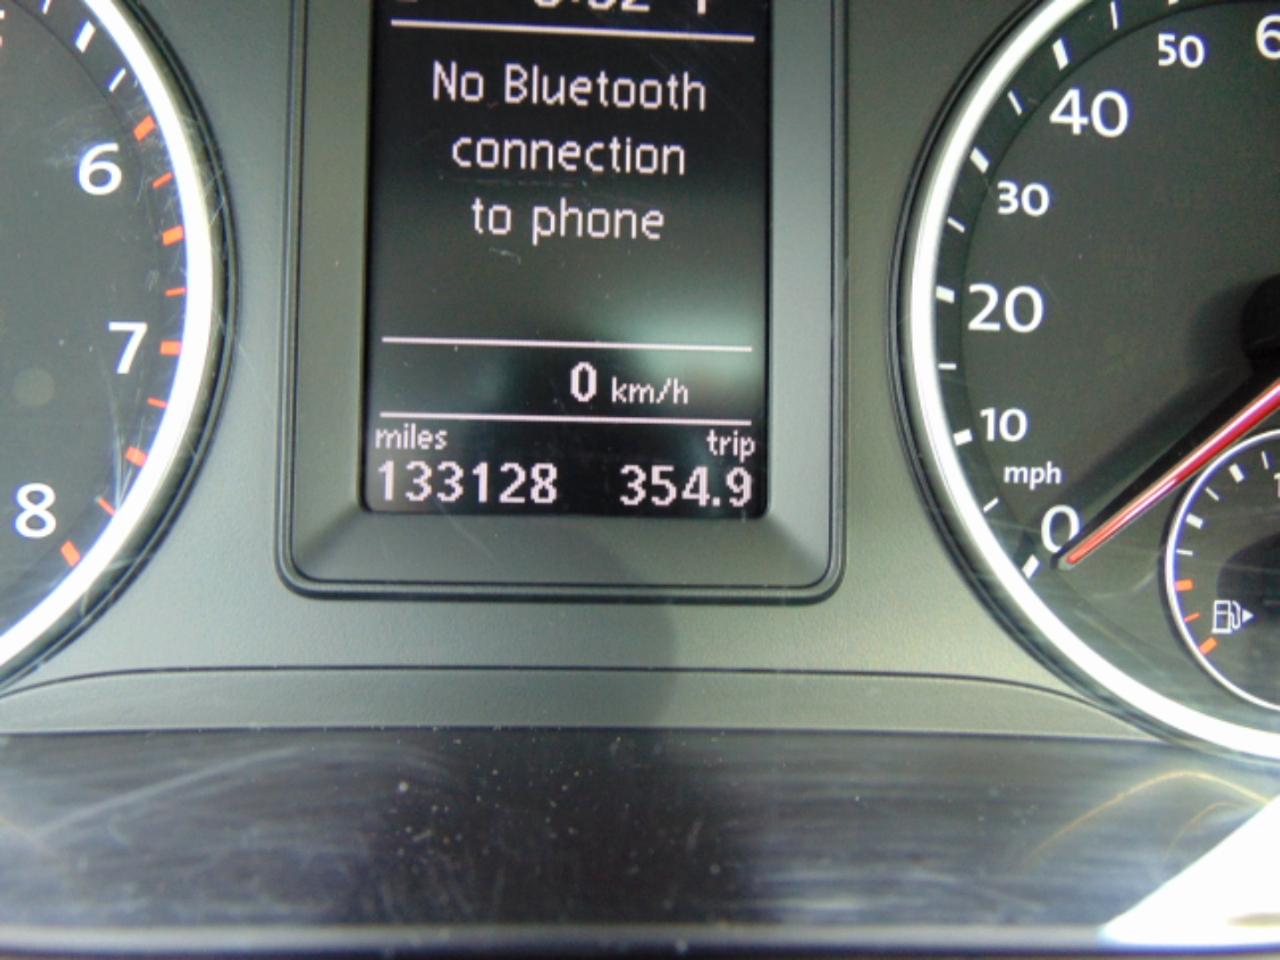 No Bluetooth
connection
to phone
0 km/h
miles trip
133128 354.9
6
7
8
50
40
30
20
10
mph
0